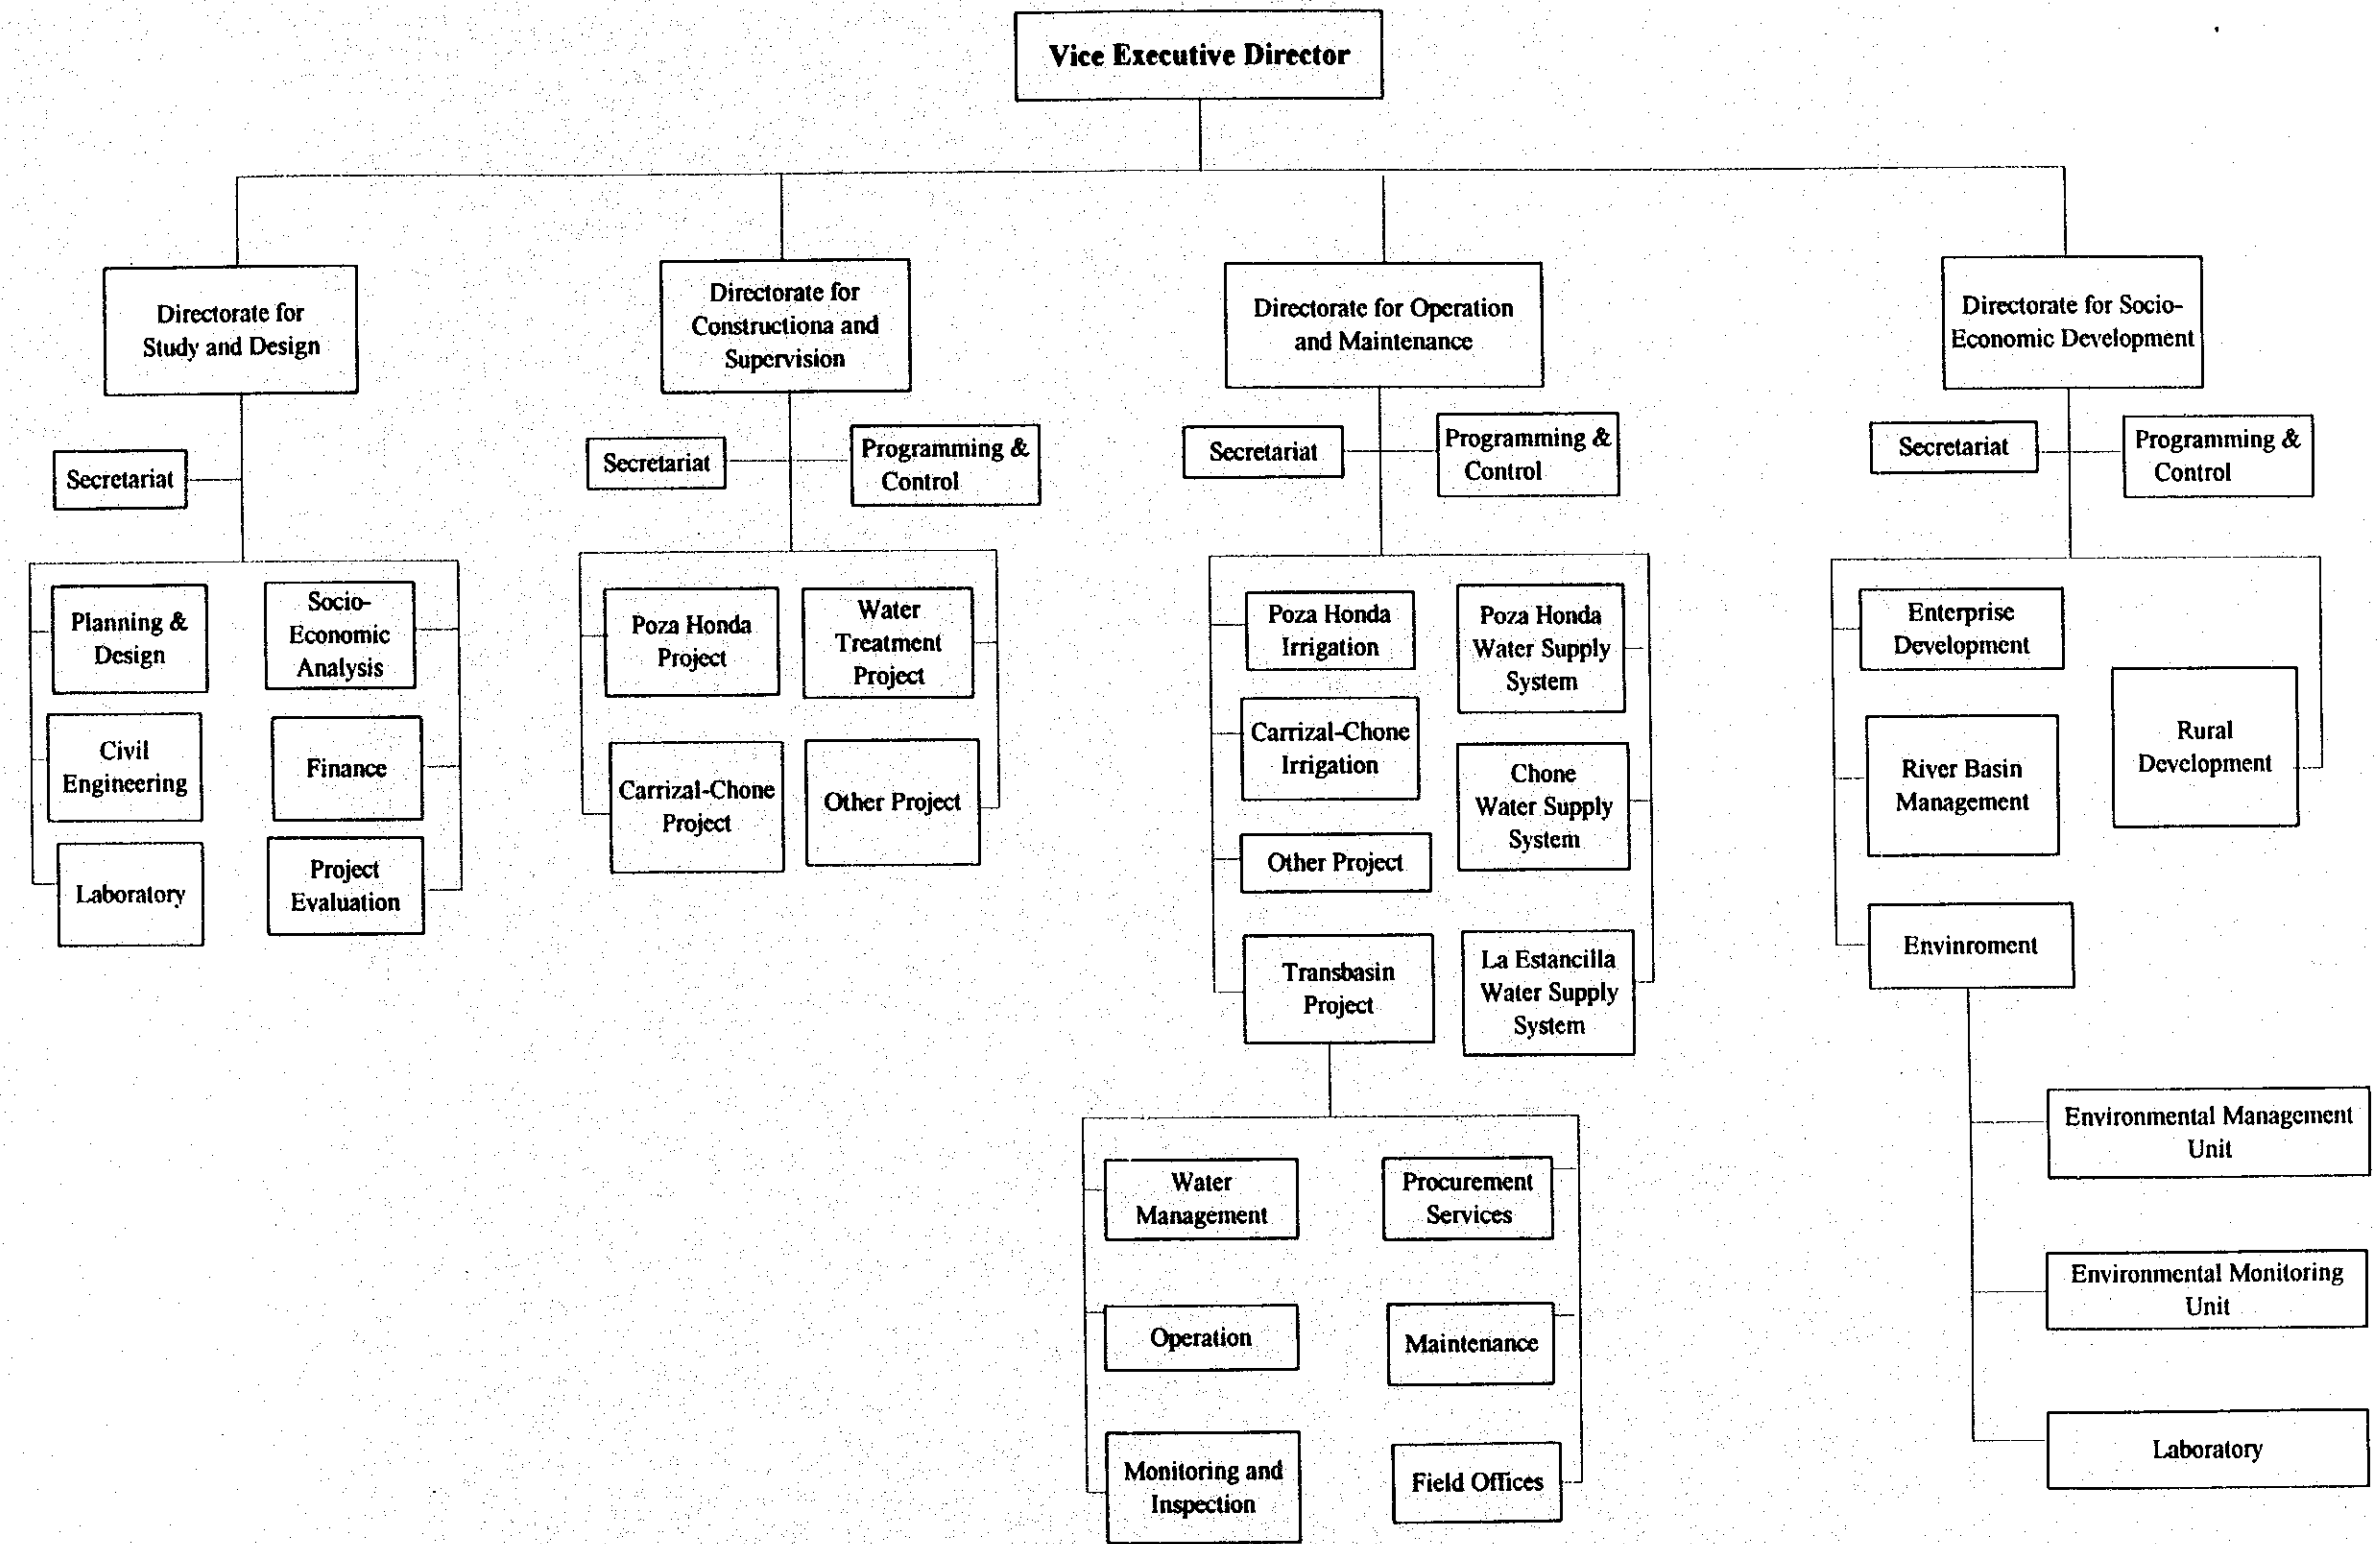 Vice Executive Director
Directorate for
Study and Design
Secretariat
Planning &
Design
Civil
Engineering
Laboratory
Socio-
Economic
Analysis
Finance
Project
Evaluation
Directorate for
Constructiona and
Supervision
Secretariat
Programming &
Control
Poza Honda
Project
Carrizal-Chone
Project
Water
Treatment
Project
Other Project
Directorate for Operation
and Maintenance
Secretariat
Programming &
Control
Poza Honda
Irrigation
Carrizal-Chone
Irrigation
Other Project
Transbasin
Project
Poza Honda
Water Supply
System
Chone
Water Supply
System
La Estancilla
Water Supply
System
Water
Management
Operation
Monitoring and
Inspection
Procurement
Services
Maintenance
Field Offices
Directorate for Socio-
Economic Development
Secretariat
Programming &
Control
Enterprise
Development
River Basin
Management
Envinroment
Rural
Development
Environmental Management
Unit
Environmental Monitoring
Unit
Laboratory